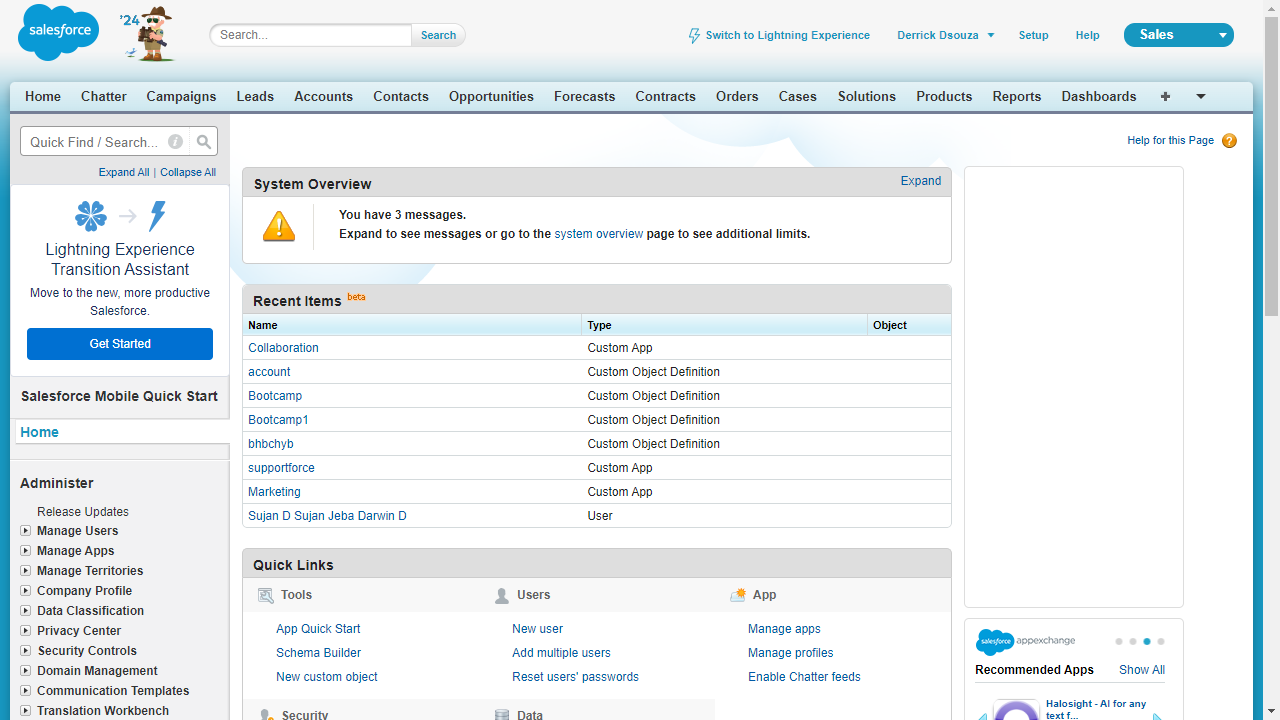 salesforce
'24
Search...
Search
Switch to Lightning Experience
Derrick Dsouza
Setup
Help
Sales
Home Chatter Campaigns Leads Accounts Contacts Opportunities Forecasts Contracts Orders Cases Solutions Products Reports Dashboards
Quick Find / Search...
Expand All | Collapse All
Lightning Experience
Transition Assistant
Move to the new, more productive
Salesforce.
Get Started
Salesforce Mobile Quick Start
Home
Administer
Release Updates
Manage Users
Manage Apps
Manage Territories
Company Profile
Data Classification
Privacy Center
Security Controls
Domain Management
Communication Templates
Translation Workbench
Help for this Page ?
System Overview
Expand
You have 3 messages.
Expand to see messages or go to the system overview page to see additional limits.
Recent Items beta
Name Type Object
Collaboration Custom App
account Custom Object Definition
Bootcamp Custom Object Definition
Bootcamp1 Custom Object Definition
bhbchyb Custom Object Definition
supportforce Custom App
Marketing Custom App
Sujan D Sujan Jeba Darwin D User
Quick Links
Tools Users App
App Quick Start New user Manage apps
Schema Builder Add multiple users Manage profiles
New custom object Reset users' passwords Enable Chatter feeds
Security Data
salesforce appexchange
Recommended Apps Show All
Halosight - AI for any
text f...